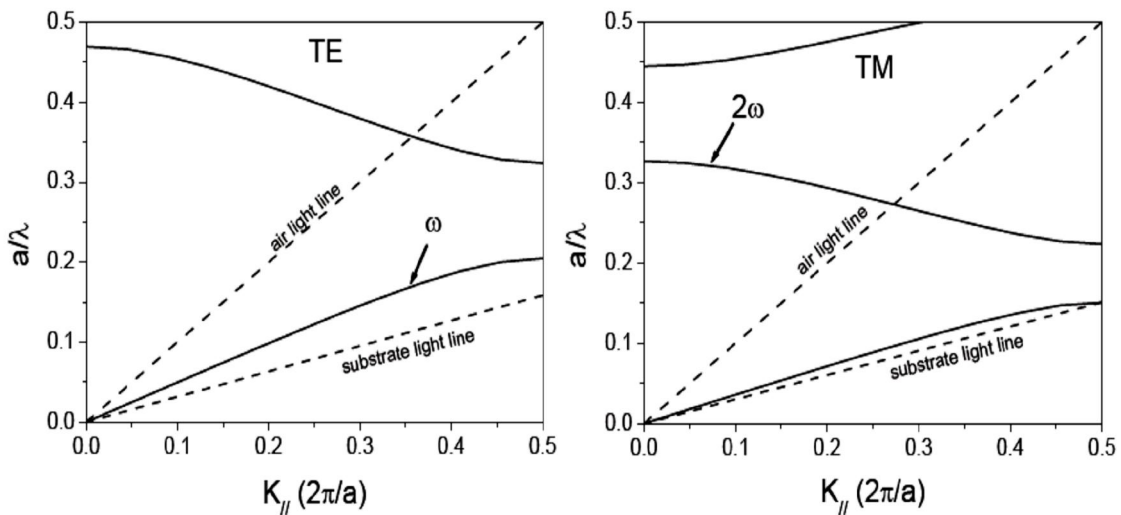 TE
ω
air light line
substrate light line
0.5
0.4
0.3
0.2
0.1
0.0
a/λ
0.0 0.1 0.2 0.3 0.4 0.5
K// (2π/a)
TM
2ω
air light line
substrate light line
0.5
0.4
0.3
0.2
0.1
0.0
a/λ
0.0 0.1 0.2 0.3 0.4 0.5
K// (2π/a)